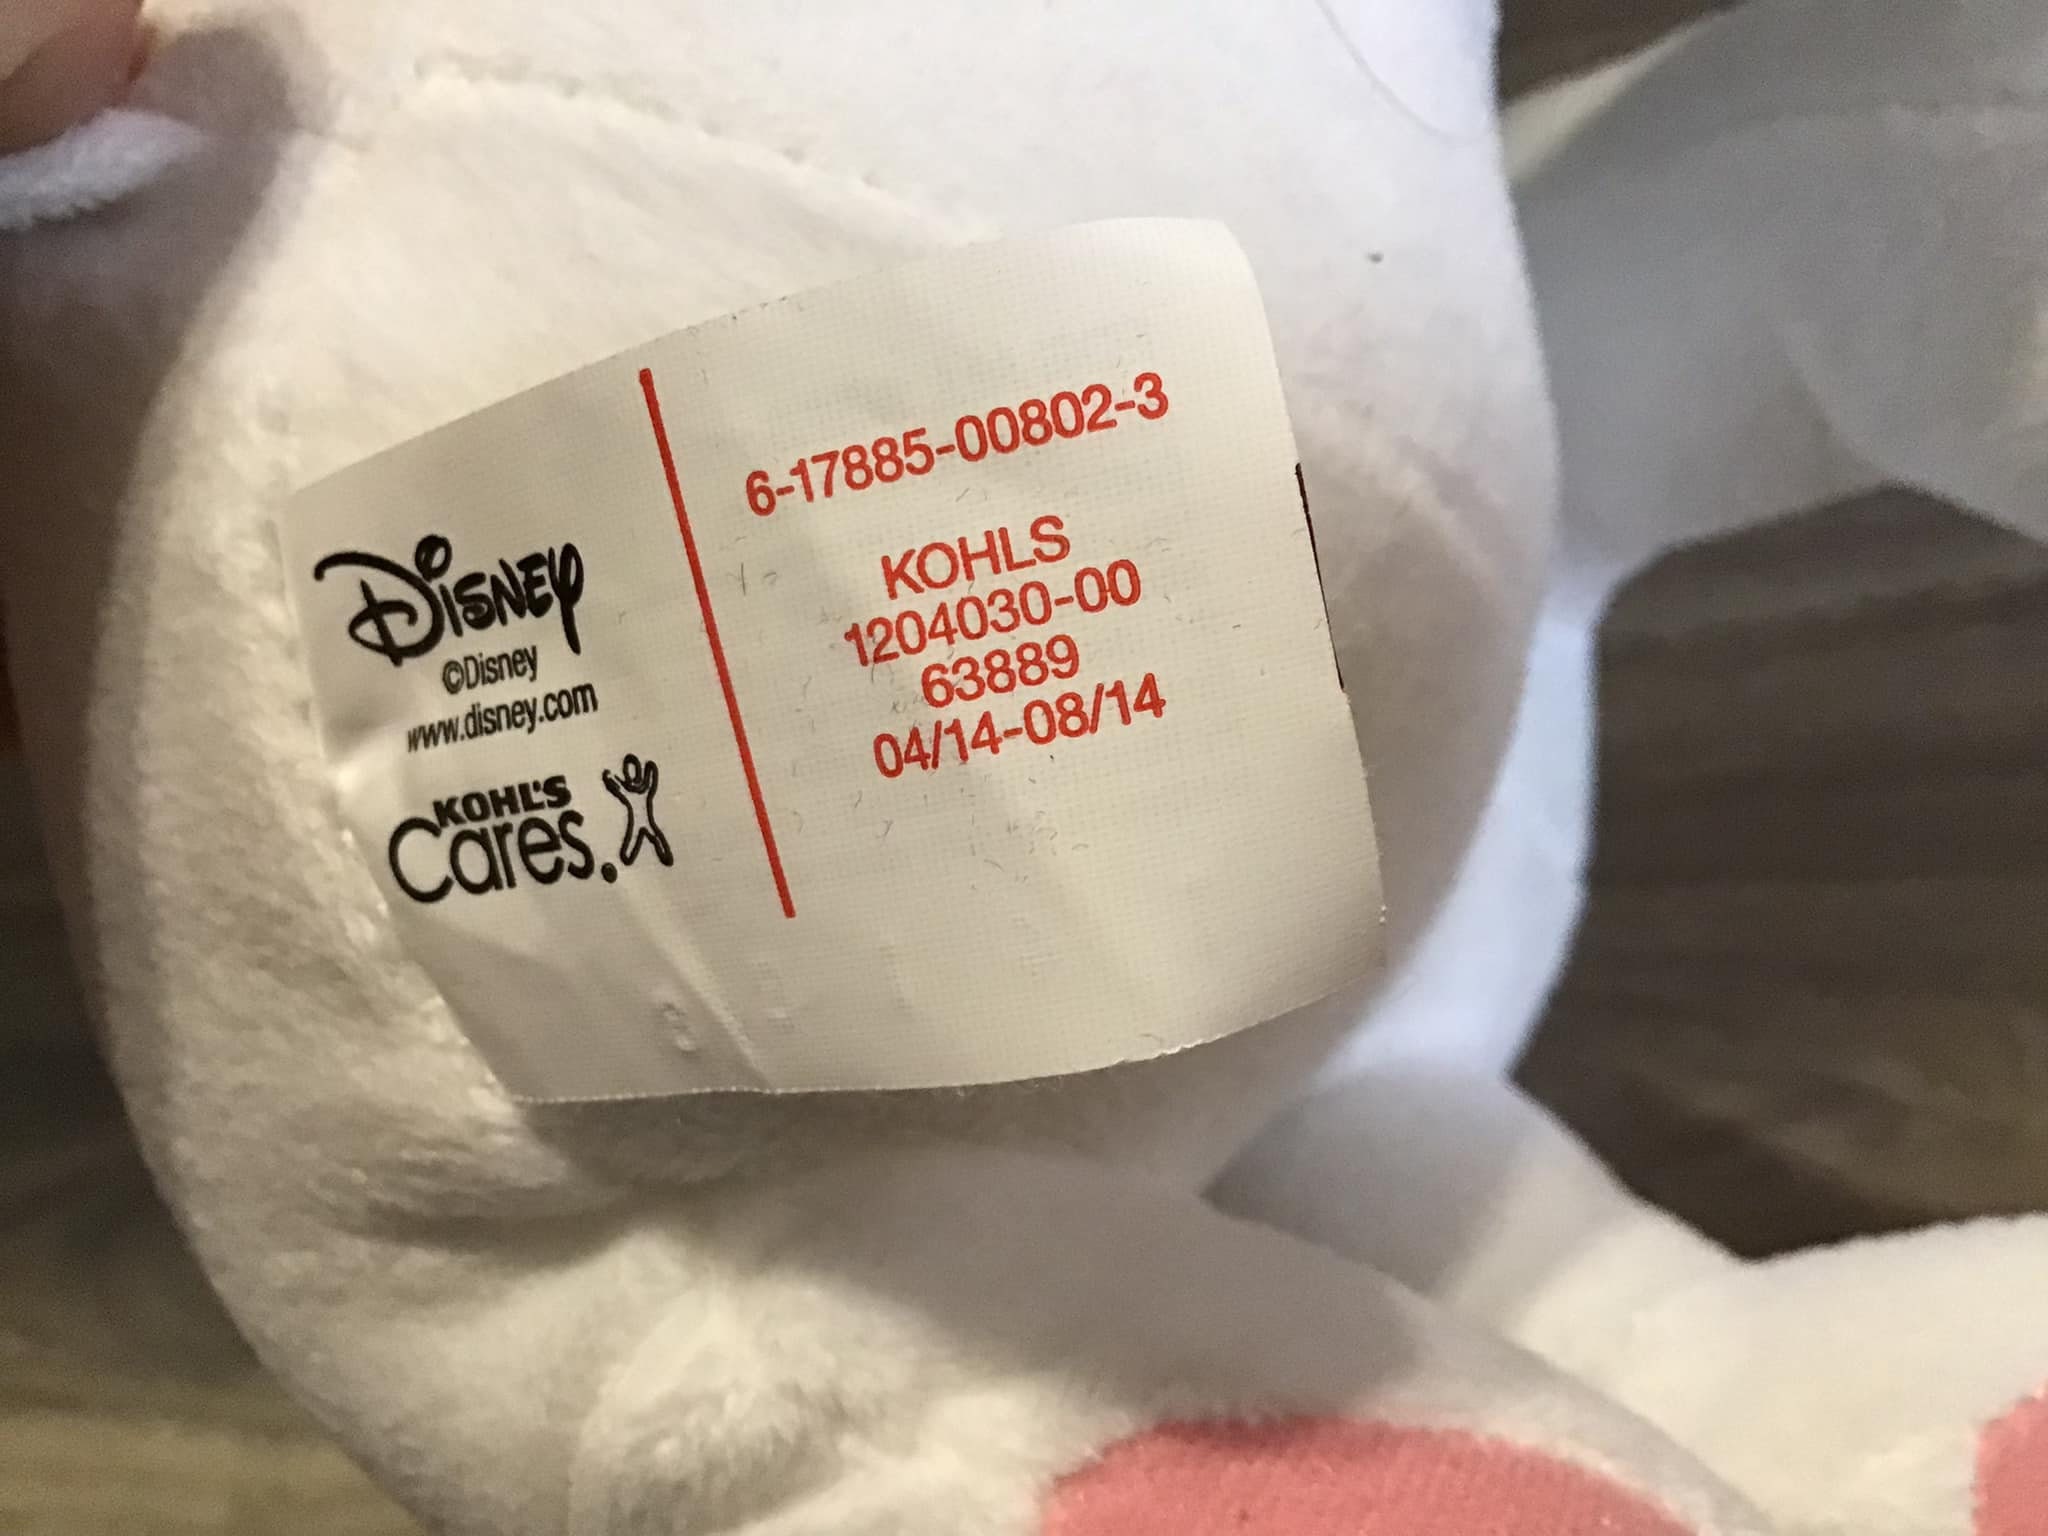 DISNEY
©Disney
www.disney.com
KOHL'S
Cares.
6-17885-00802-3
KOHLS
1204030-00
63889
04/14-08/14